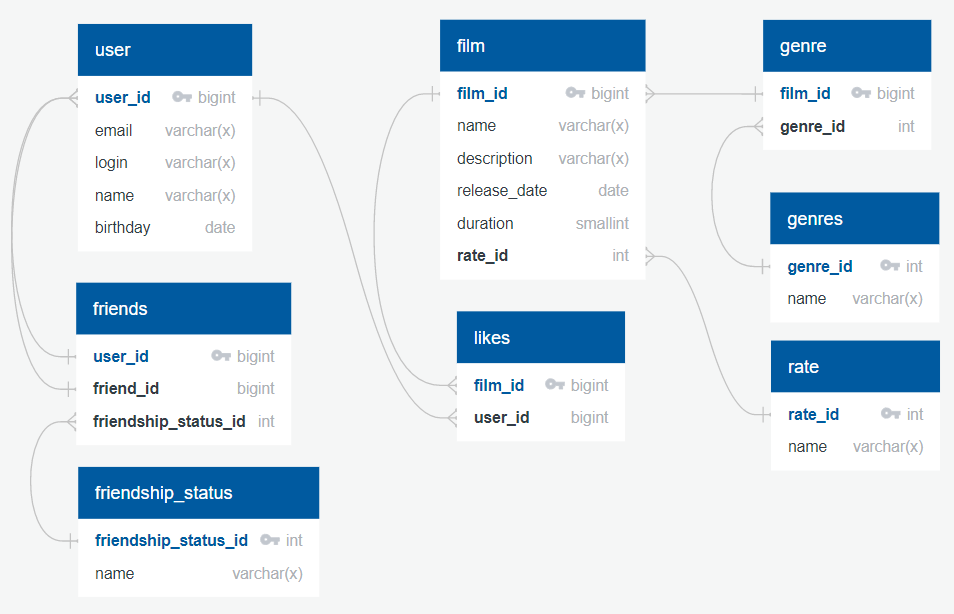 user
user_id bigint
email varchar(x)
login varchar(x)
name varchar(x)
birthday date
friends
user_id bigint
friend_id bigint
friendship_status_id int
friendship_status
friendship_status_id int
name varchar(x)
film
film_id bigint
name varchar(x)
description varchar(x)
release_date date
duration smallint
rate_id int
likes
film_id bigint
user_id bigint
genre
film_id bigint
genre_id int
genres
genre_id int
name varchar(x)
rate
rate_id int
name varchar(x)